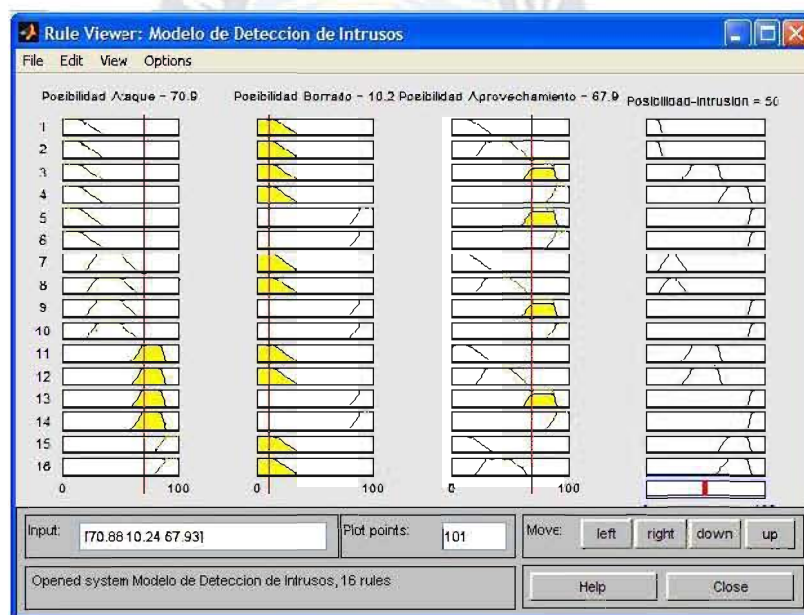 Rule Viewer: Modelo de Deteccion de Intrusos
File Edit View Options
Posibilidad Ataque = 70.9
Posibilidad Borrado = 10.2
Posibilidad Aprovechamiento = 67.9
Posibilidad-Intrusion = 50
1
2
3
4
5
6
7
8
9
10
11
12
13
14
15
16
0 100
0 100
0 100
Input: [70.88 10.24 67.93]
Plot points: 101
Move: left right down up
Opened system Modelo de Deteccion de Intrusos, 16 rules
Help Close